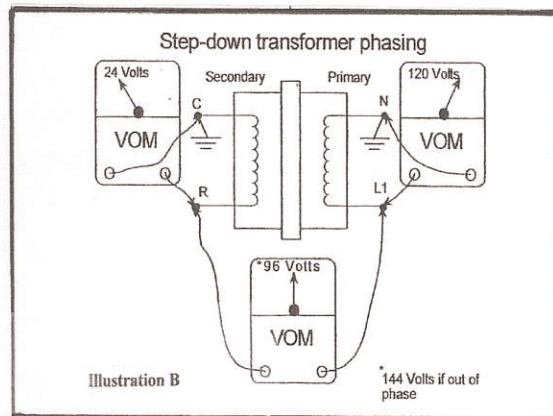 Step-down transformer phasing
24 Volts
Secondary
Primary
120 Volts
C
N
VOM
VOM
R
L1
*96 Volts
VOM
Illustration B
*144 Volts if out of
phase